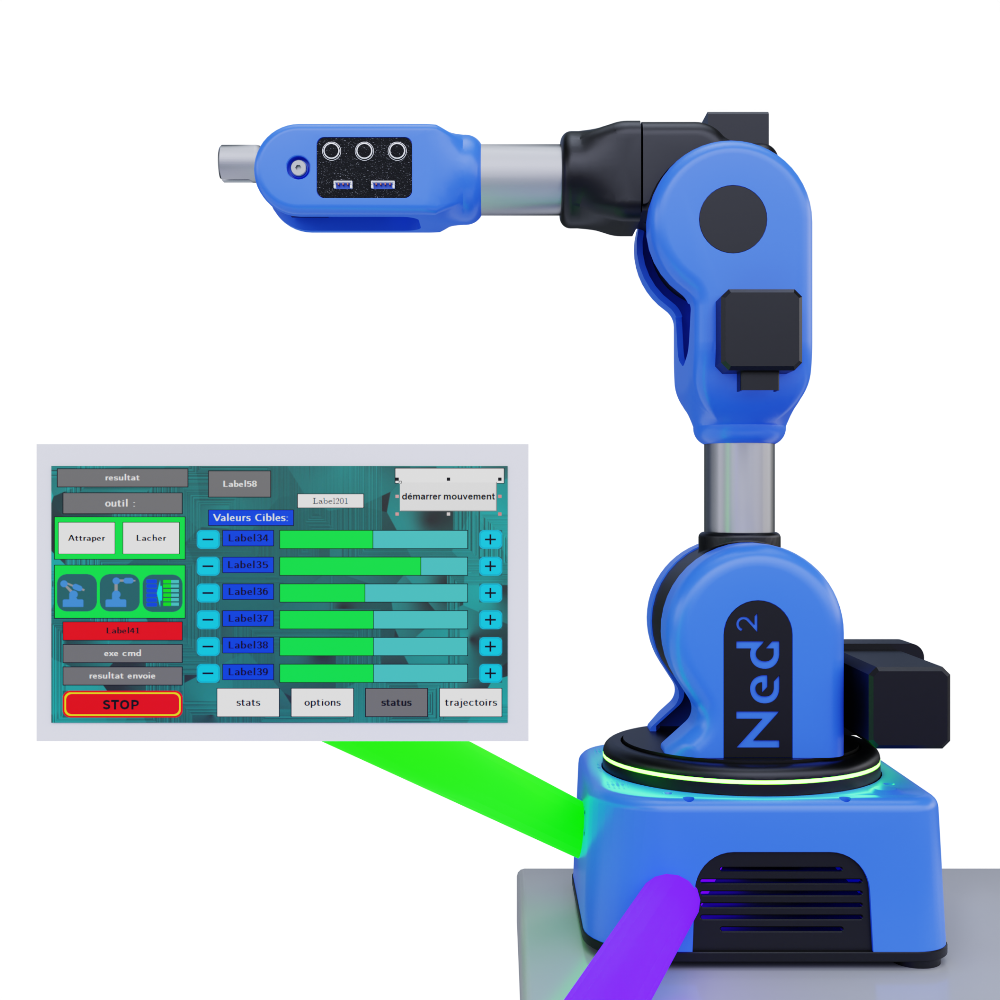 resultat
outil :
Attraper
Lacher
Label41
exe cmd
resultat envoie
STOP
Label58
Label201
démarrer mouvement
Valeurs Cibles:
Label34
Label35
Label36
Label37
Label38
Label39
stats
options
status
trajectoirs
Ned2